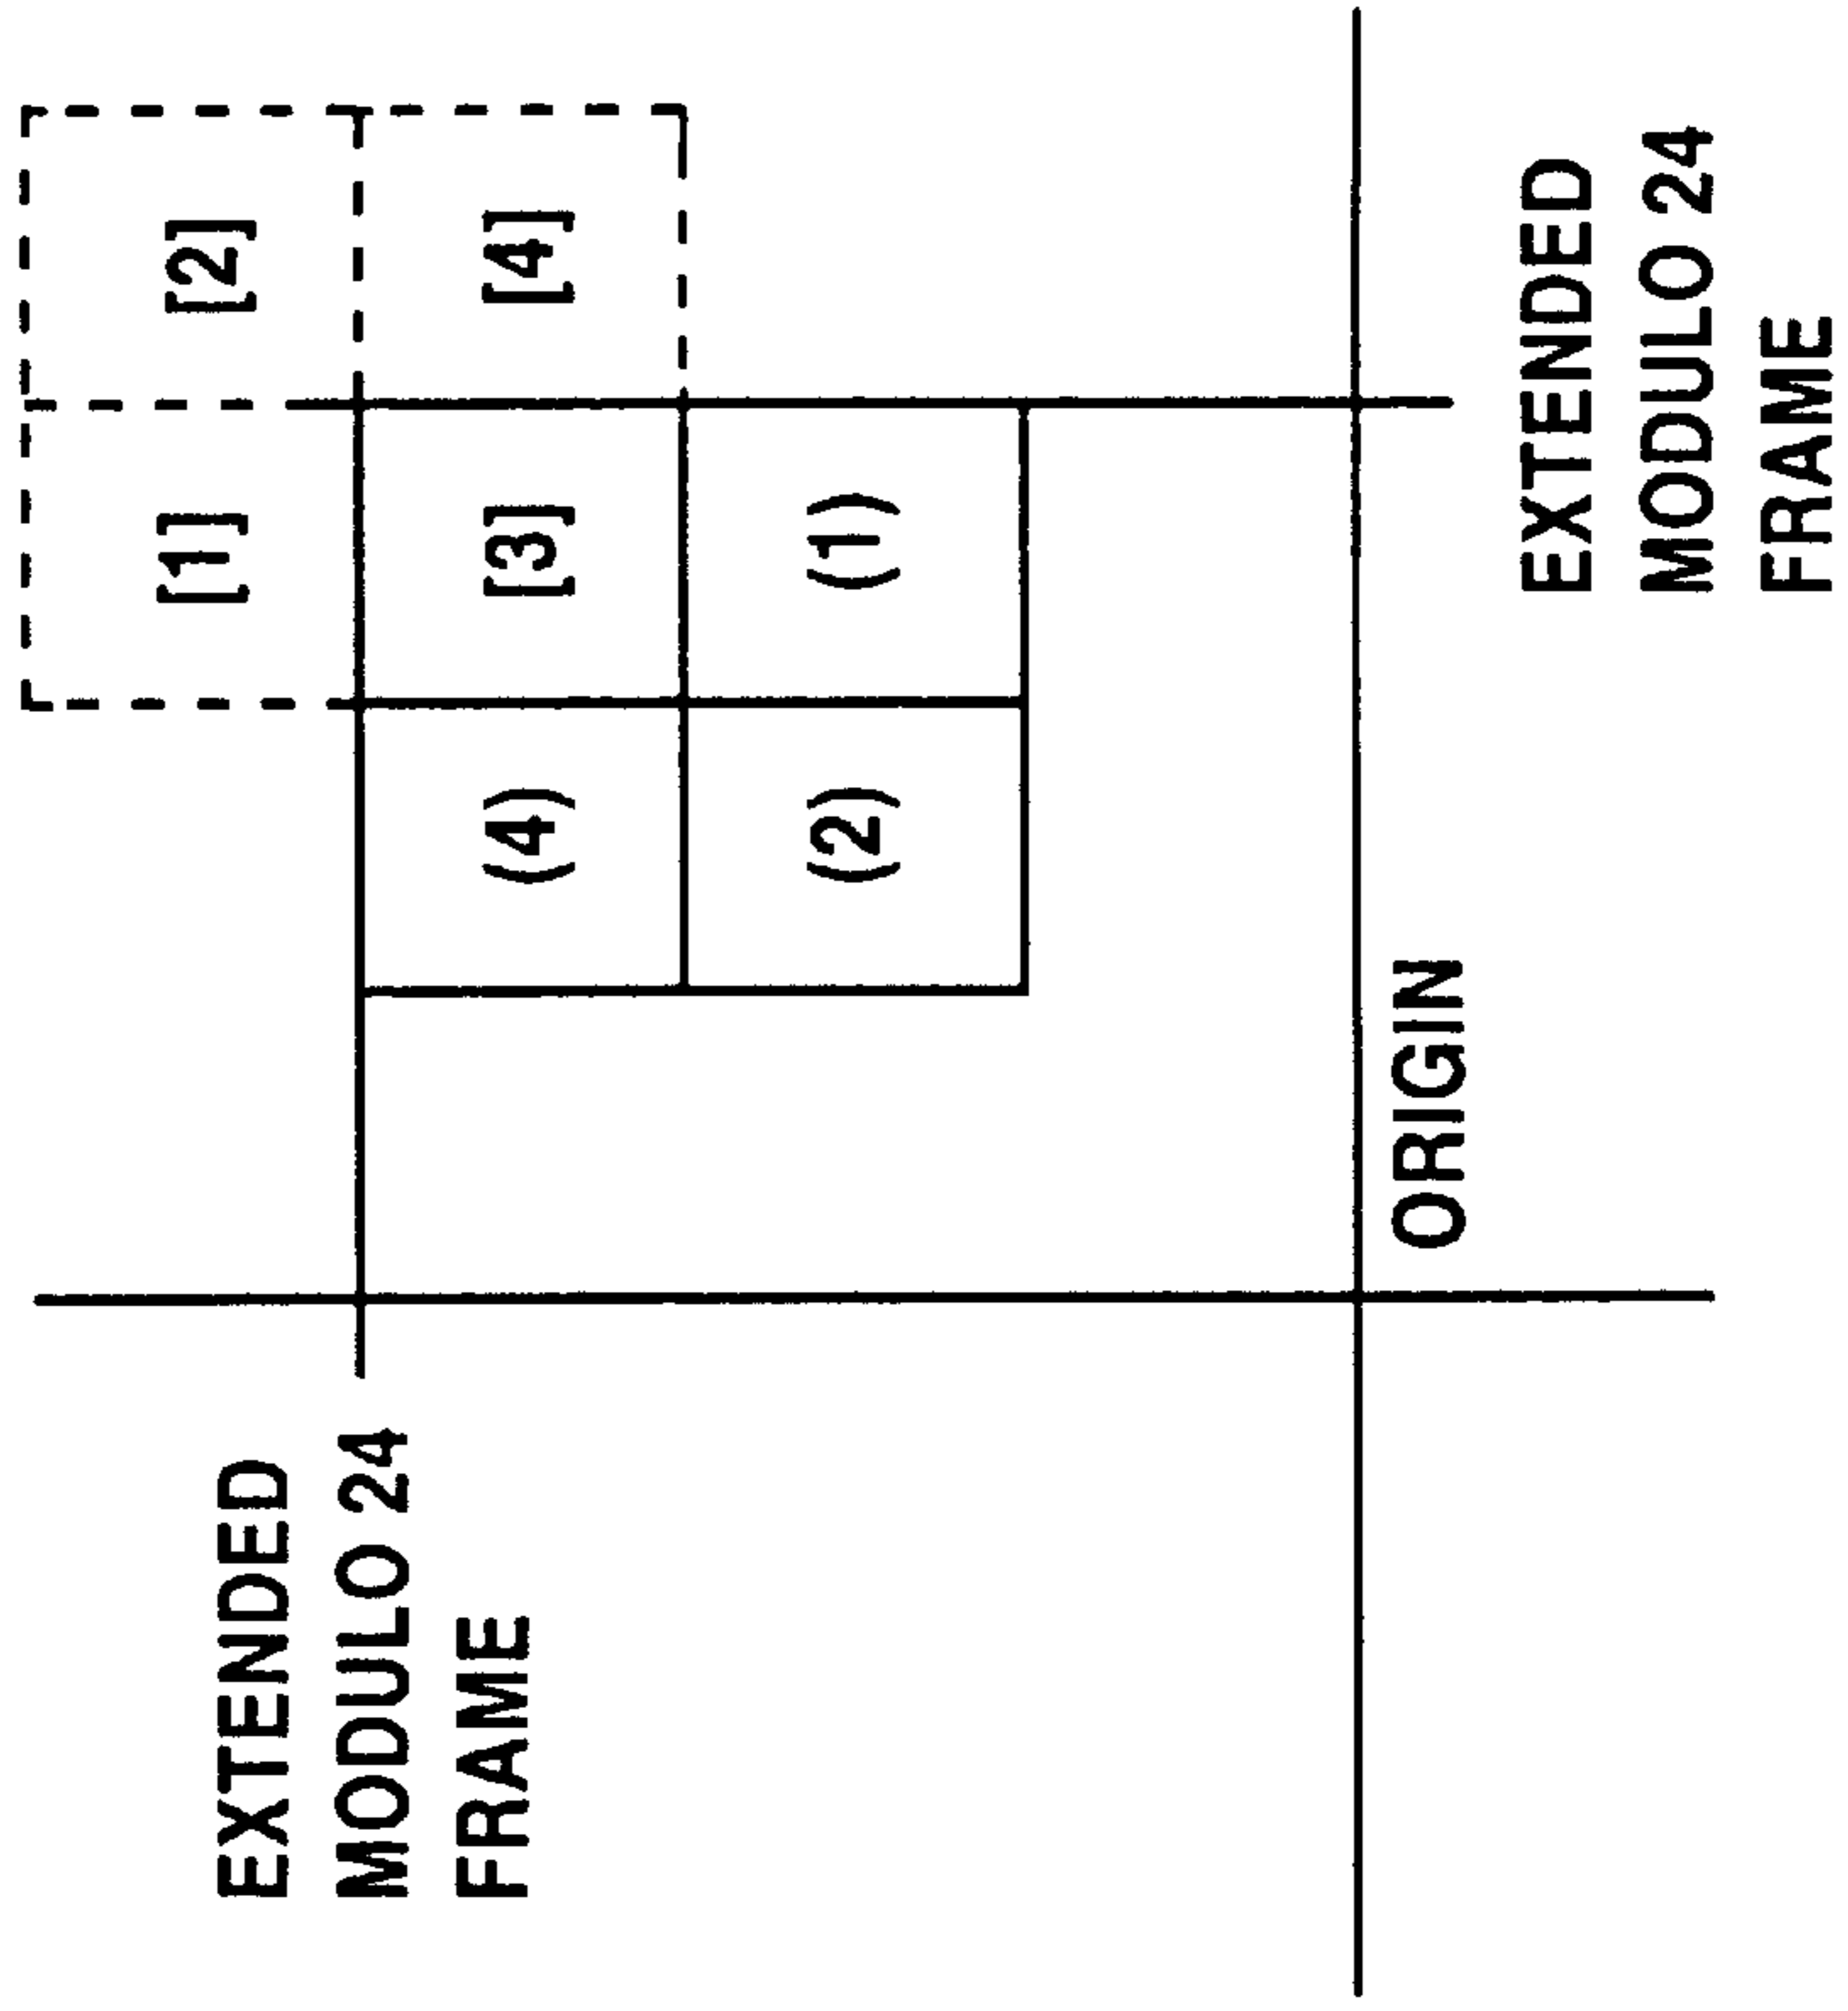 [1] [2]
EXTENDED
MODULO 24
FRAME
(4) [3] [4]
(2) (1)
ORIGIN
EXTENDED
MODULO 24
FRAME